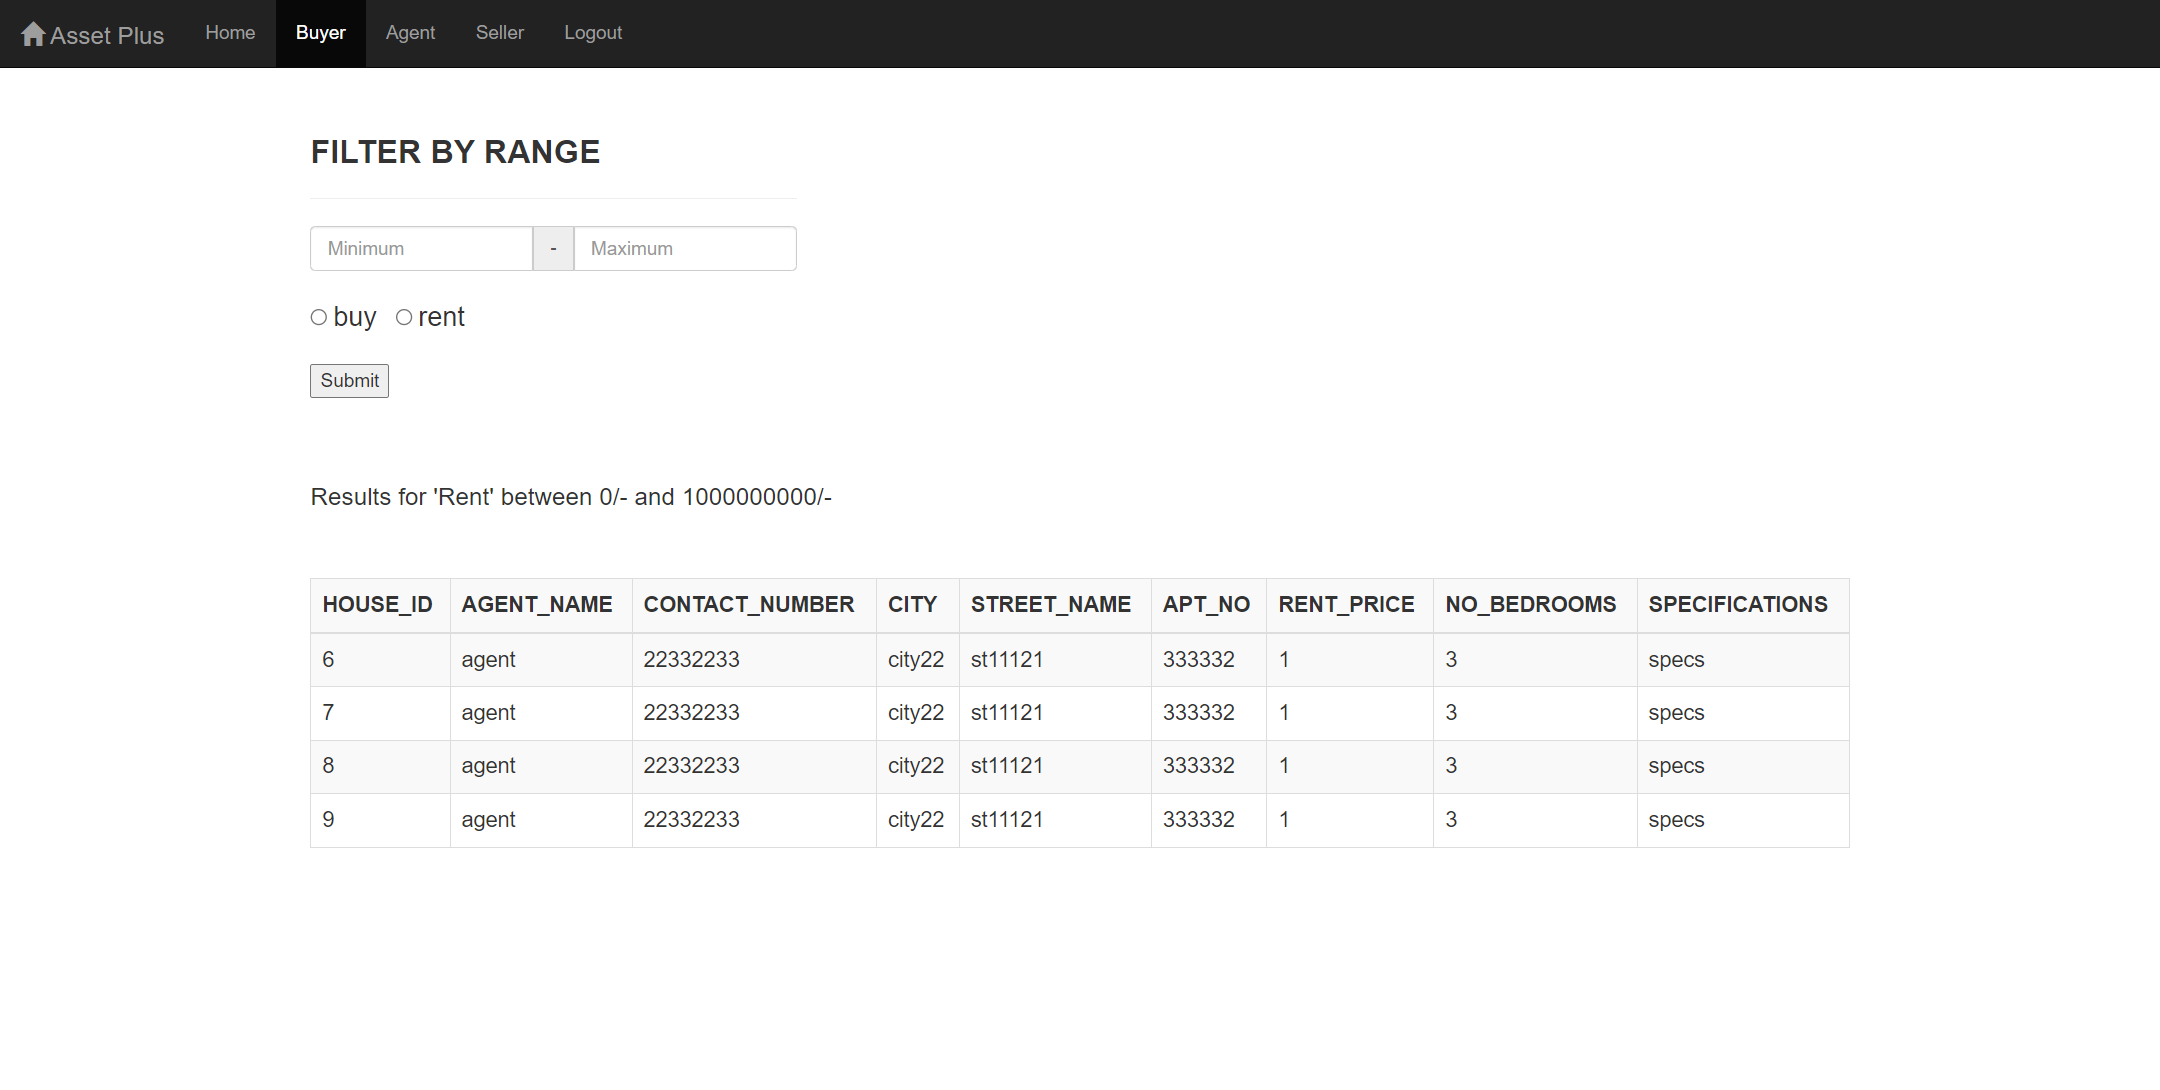 Asset Plus Home Buyer Agent Seller Logout
FILTER BY RANGE
Minimum - Maximum
buy rent
Submit
Results for 'Rent' between 0/- and 1000000000/-
HOUSE_ID AGENT_NAME CONTACT_NUMBER CITY STREET_NAME APT_NO RENT_PRICE NO_BEDROOMS SPECIFICATIONS
6 agent 22332233 city22 st11121 333332 1 3 specs
7 agent 22332233 city22 st11121 333332 1 3 specs
8 agent 22332233 city22 st11121 333332 1 3 specs
9 agent 22332233 city22 st11121 333332 1 3 specs